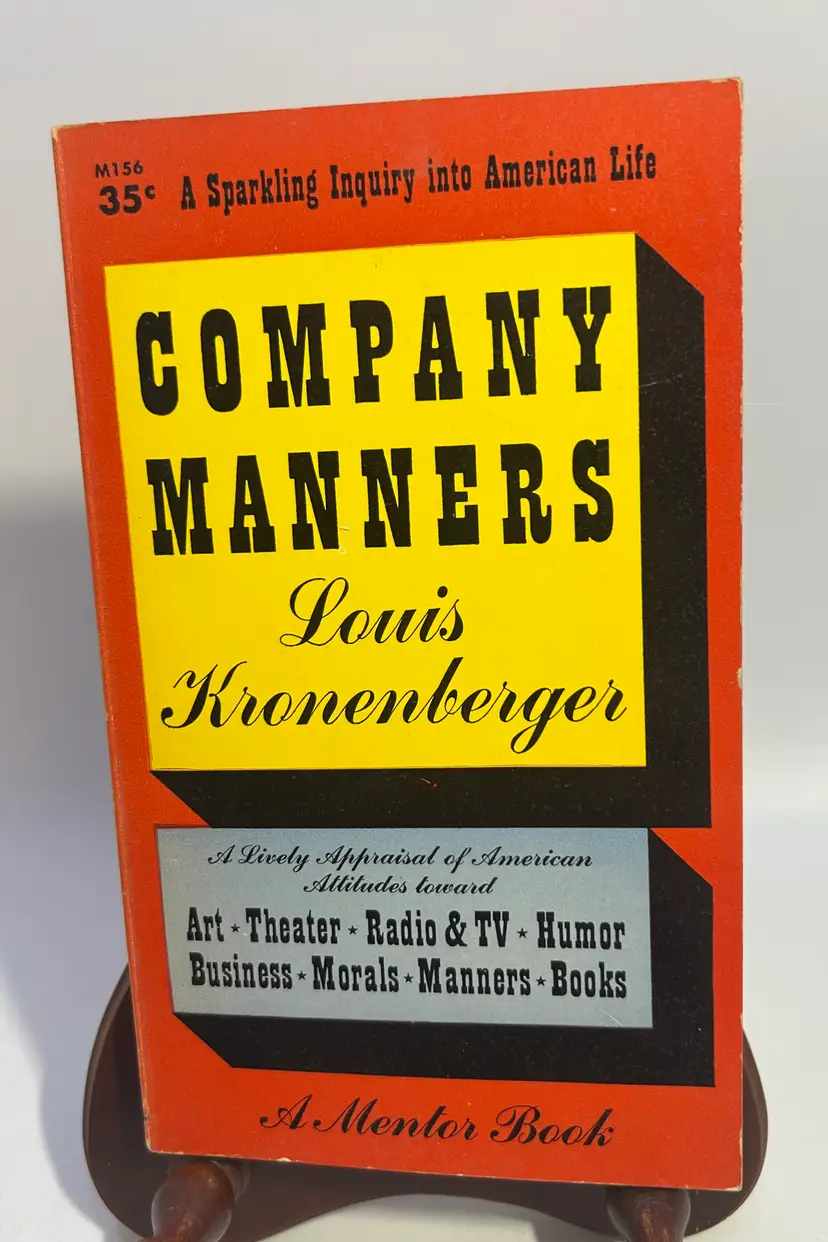 M156
35¢ A Sparkling Inquiry into American Life
COMPANY
MANNERS
Louis
Kronenberger
A Lively Appraisal of American
Attitudes toward
Art ★ Theater ★ Radio & TV ★ Humor
Business ★ Morals ★ Manners ★ Books
A Mentor Book